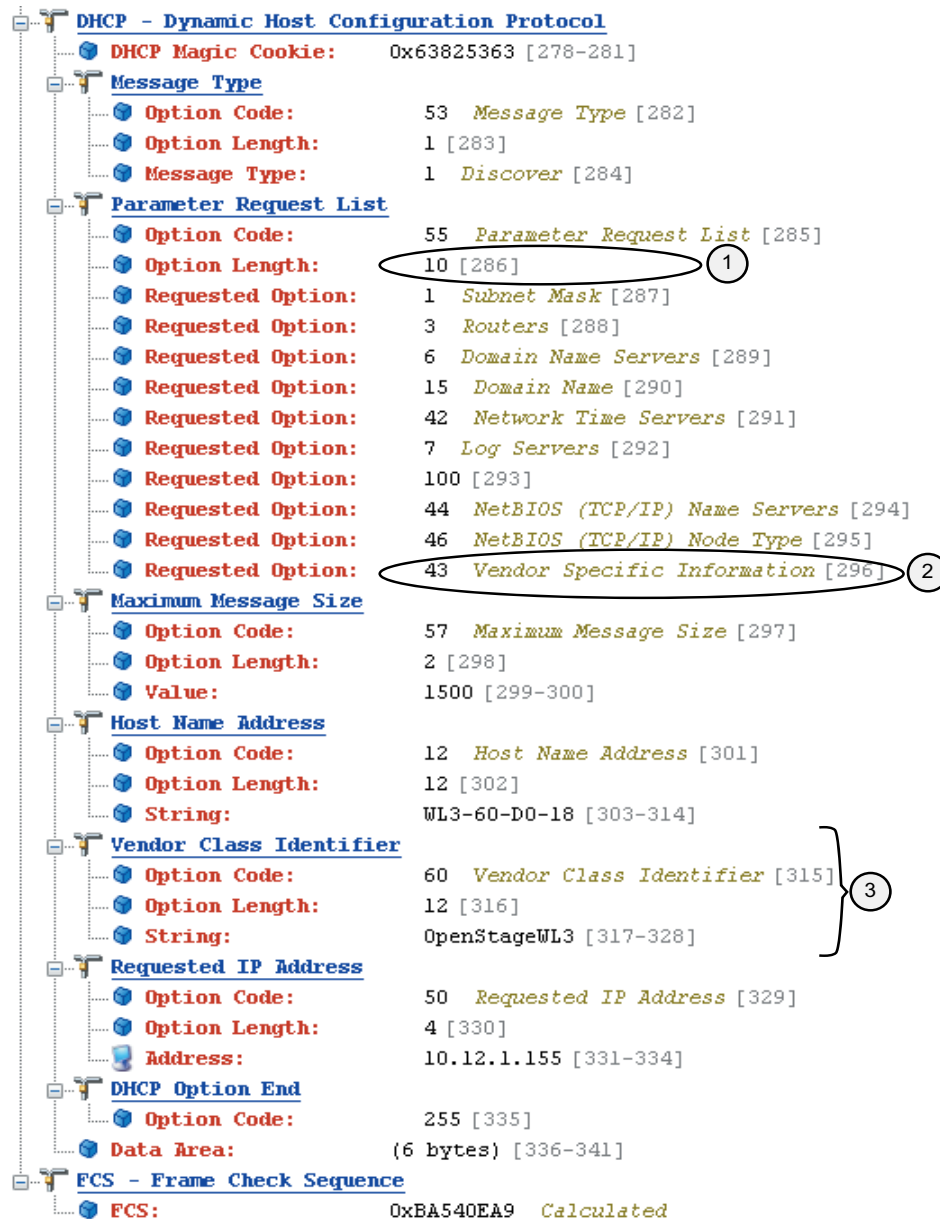 DHCP - Dynamic Host Configuration Protocol
DHCP Magic Cookie: 0x63825363 [278-281]
Message Type
Option Code: 53 Message Type [282]
Option Length: 1 [283]
Message Type: 1 Discover [284]
Parameter Request List
Option Code: 55 Parameter Request List [285]
Option Length: 10 [286] 1
Requested Option: 1 Subnet Mask [287]
Requested Option: 3 Routers [288]
Requested Option: 6 Domain Name Servers [289]
Requested Option: 15 Domain Name [290]
Requested Option: 42 Network Time Servers [291]
Requested Option: 7 Log Servers [292]
Requested Option: 100 [293]
Requested Option: 44 NetBIOS (TCP/IP) Name Servers [294]
Requested Option: 46 NetBIOS (TCP/IP) Node Type [295]
Requested Option: 43 Vendor Specific Information [296] 2
Maximum Message Size
Option Code: 57 Maximum Message Size [297]
Option Length: 2 [298]
Value: 1500 [299-300]
Host Name Address
Option Code: 12 Host Name Address [301]
Option Length: 12 [302]
String: WL3-60-D0-18 [303-314]
Vendor Class Identifier
Option Code: 60 Vendor Class Identifier [315]
Option Length: 12 [316] 3
String: OpenStageWL3 [317-328]
Requested IP Address
Option Code: 50 Requested IP Address [329]
Option Length: 4 [330]
Address: 10.12.1.155 [331-334]
DHCP Option End
Option Code: 255 [335]
Data Area: (6 bytes) [336-341]
FCS - Frame Check Sequence
FCS: 0xBA540EA9 Calculated